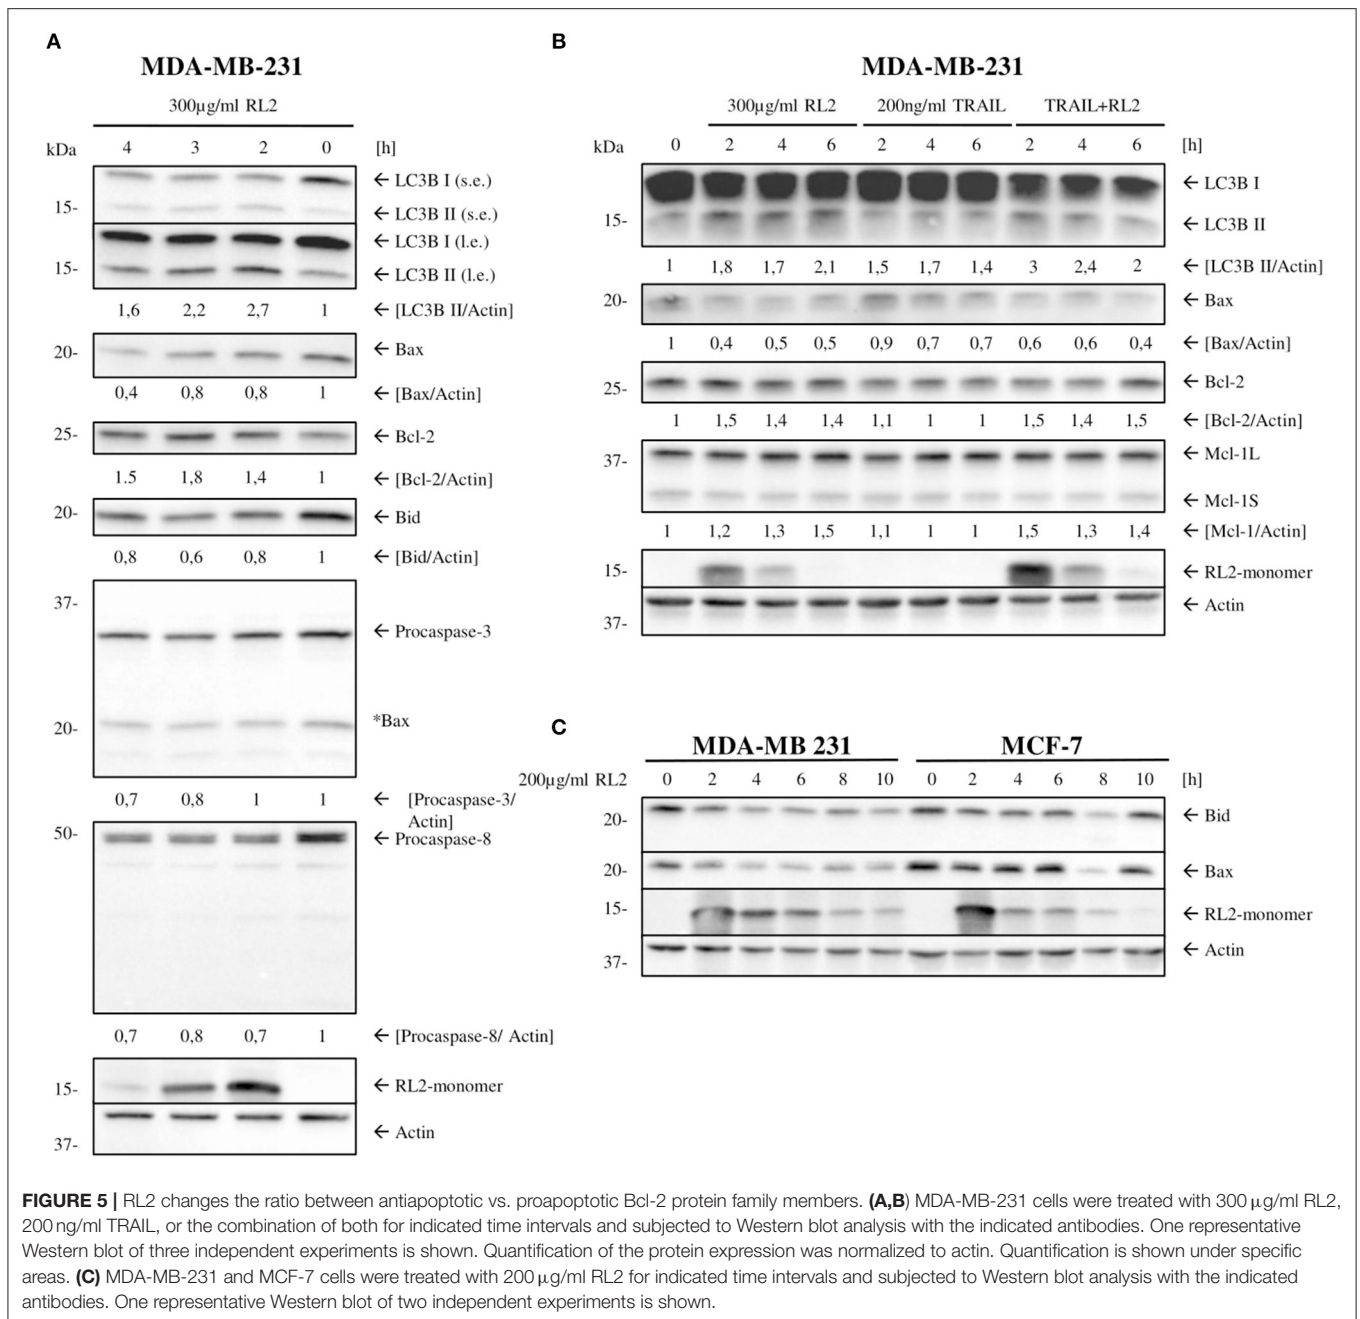 A
MDA-MB-231
300μg/ml RL2
kDa 4 3 2 0 [h]
← LC3B I (s.e.)
15- ← LC3B II (s.e.)
← LC3B I (l.e.)
15- ← LC3B II (l.e.)
1,6 2,2 2,7 1 ← [LC3B II/Actin]
20- ← Bax
0,4 0,8 0,8 1 ← [Bax/Actin]
25- ← Bcl-2
1.5 1,8 1,4 1 ← [Bcl-2/Actin]
20- ← Bid
0,8 0,6 0,8 1 ← [Bid/Actin]
37-
← Procaspase-3
20- *Bax
0,7 0,8 1 1 ← [Procaspase-3/
Actin]
50- ← Procaspase-8
0,7 0,8 0,7 1 ← [Procaspase-8/ Actin]
15- ← RL2-monomer
← Actin
37-
B
MDA-MB-231
300μg/ml RL2 200ng/ml TRAIL TRAIL+RL2
kDa 0 2 4 6 2 4 6 2 4 6 [h]
← LC3B I
15- ← LC3B II
1 1,8 1,7 2,1 1,5 1,7 1,4 3 2,4 2 ← [LC3B II/Actin]
20- ← Bax
1 0,4 0,5 0,5 0,9 0,7 0,7 0,6 0,6 0,4 ← [Bax/Actin]
25- ← Bcl-2
1 1,5 1,4 1,4 1,1 1 1 1,5 1,4 1,5 ← [Bcl-2/Actin]
37- ← Mcl-1L
← Mcl-1S
1 1,2 1,3 1,5 1,1 1 1 1,5 1,3 1,4 ← [Mcl-1/Actin]
15- ← RL2-monomer
← Actin
37-
C
MDA-MB 231 MCF-7
200μg/ml RL2 0 2 4 6 8 10 0 2 4 6 8 10 [h]
20- ← Bid
20- ← Bax
15- ← RL2-monomer
← Actin
37-
FIGURE 5 | RL2 changes the ratio between antiapoptotic vs. proapoptotic Bcl-2 protein family members. (A,B) MDA-MB-231 cells were treated with 300 μg/ml RL2,
200 ng/ml TRAIL, or the combination of both for indicated time intervals and subjected to Western blot analysis with the indicated antibodies. One representative
Western blot of three independent experiments is shown. Quantification of the protein expression was normalized to actin. Quantification is shown under specific
areas. (C) MDA-MB-231 and MCF-7 cells were treated with 200 μg/ml RL2 for indicated time intervals and subjected to Western blot analysis with the indicated
antibodies. One representative Western blot of two independent experiments is shown.